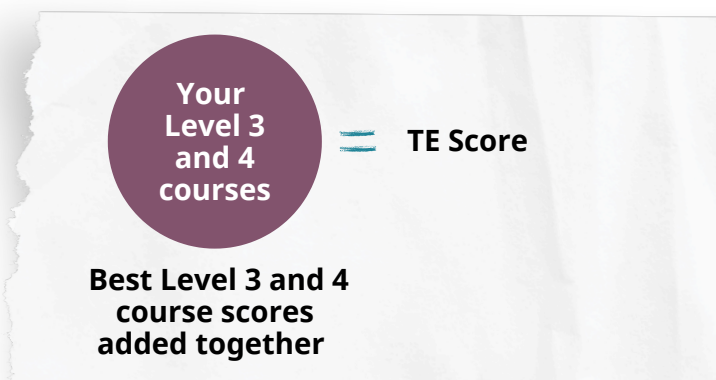 Your
Level 3
and 4
courses
= TE Score
Best Level 3 and 4
course scores
added together